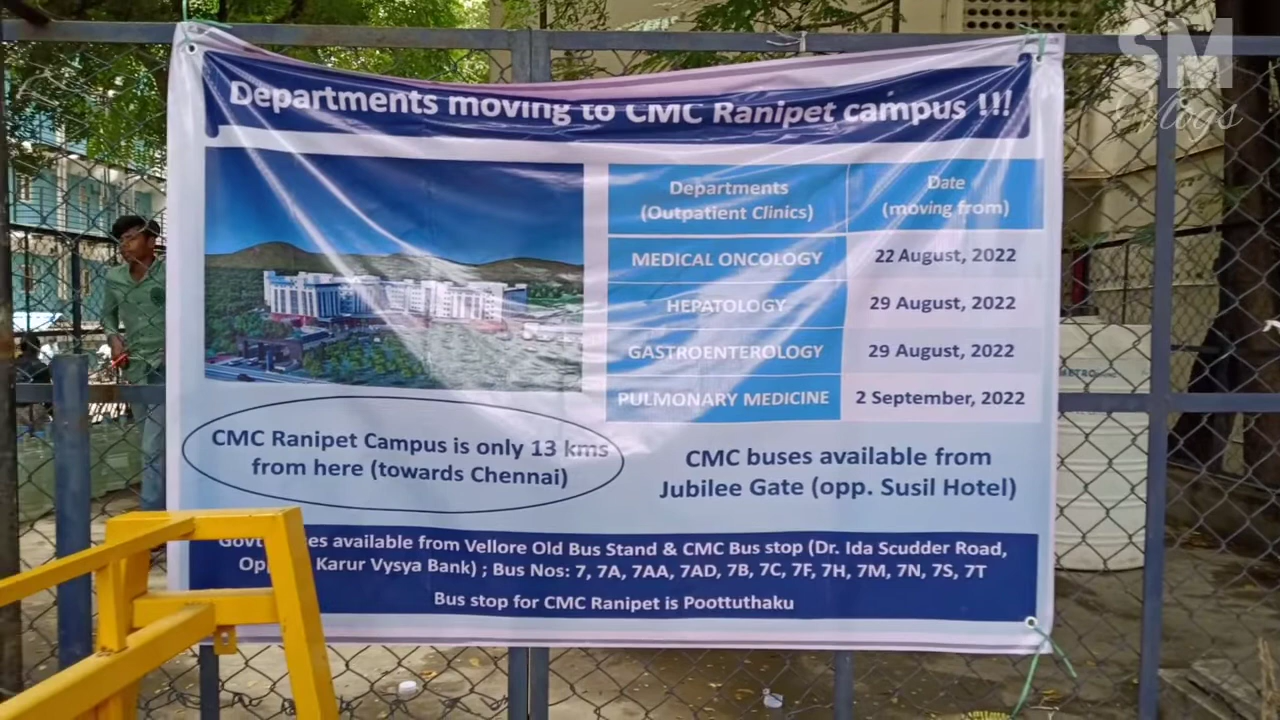 SM
Vlogs
Departments moving to CMC Ranipet campus !!!
Departments
(Outpatient Clinics)
Date
(moving from)
MEDICAL ONCOLOGY 22 August, 2022
HEPATOLOGY 29 August, 2022
GASTROENTEROLOGY 29 August, 2022
PULMONARY MEDICINE 2 September, 2022
CMC Ranipet Campus is only 13 kms
from here (towards Chennai)
CMC buses available from
Jubilee Gate (opp. Susil Hotel)
available from Vellore Old Bus Stand & CMC Bus stop (Dr. Ida Scudder Road,
Karur Vysya Bank) ; Bus Nos: 7, 7A, 7AA, 7AD, 7B, 7C, 7F, 7H, 7M, 7N, 7S, 7T
Bus stop for CMC Ranipet is Poottuthaku
METRO